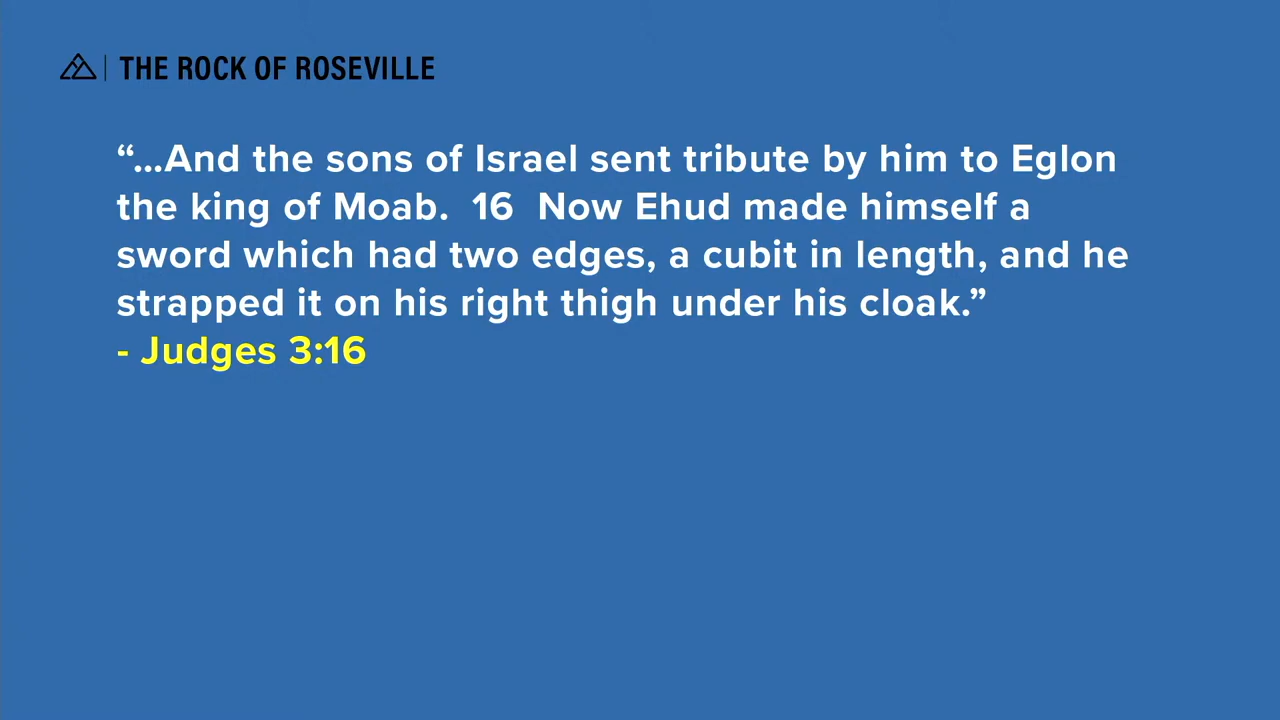 THE ROCK OF ROSEVILLE
“...And the sons of Israel sent tribute by him to Eglon
the king of Moab.  16  Now Ehud made himself a
sword which had two edges, a cubit in length, and he
strapped it on his right thigh under his cloak.”
- Judges 3:16